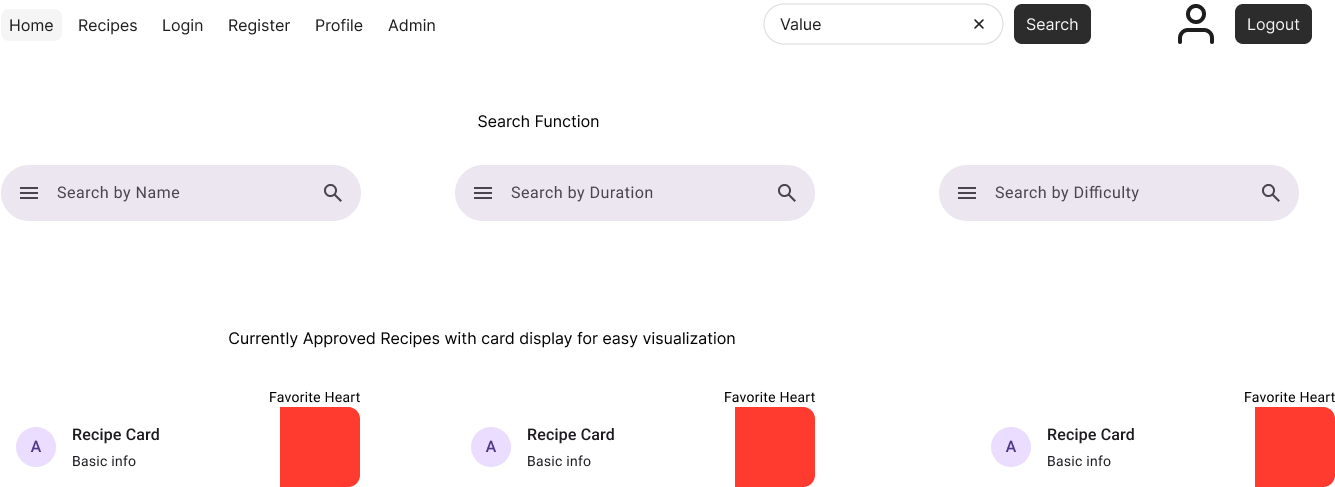 Home Recipes Login Register Profile Admin Value Search Logout
Search Function
Search by Name Search by Duration Search by Difficulty
Currently Approved Recipes with card display for easy visualization
Favorite Heart Favorite Heart Favorite Heart
A Recipe Card A Recipe Card A Recipe Card
Basic info Basic info Basic info